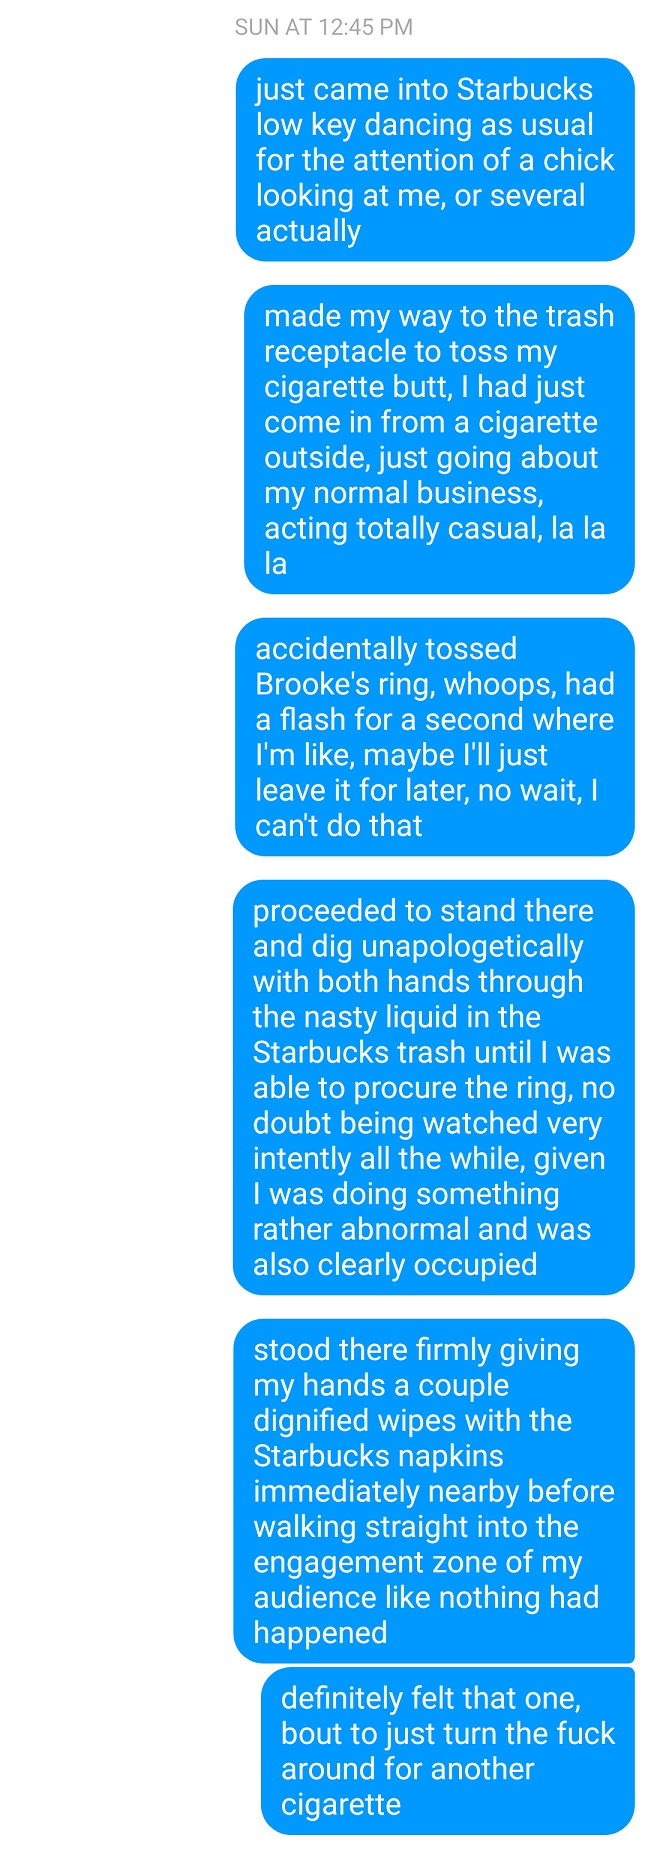 SUN AT 12:45 PM
just came into Starbucks
low key dancing as usual
for the attention of a chick
looking at me, or several
actually
made my way to the trash
receptacle to toss my
cigarette butt, I had just
come in from a cigarette
outside, just going about
my normal business,
acting totally casual, la la
la
accidentally tossed
Brooke's ring, whoops, had
a flash for a second where
I'm like, maybe I'll just
leave it for later, no wait, I
can't do that
proceeded to stand there
and dig unapologetically
with both hands through
the nasty liquid in the
Starbucks trash until I was
able to procure the ring, no
doubt being watched very
intently all the while, given
I was doing something
rather abnormal and was
also clearly occupied
stood there firmly giving
my hands a couple
dignified wipes with the
Starbucks napkins
immediately nearby before
walking straight into the
engagement zone of my
audience like nothing had
happened
definitely felt that one,
bout to just turn the fuck
around for another
cigarette